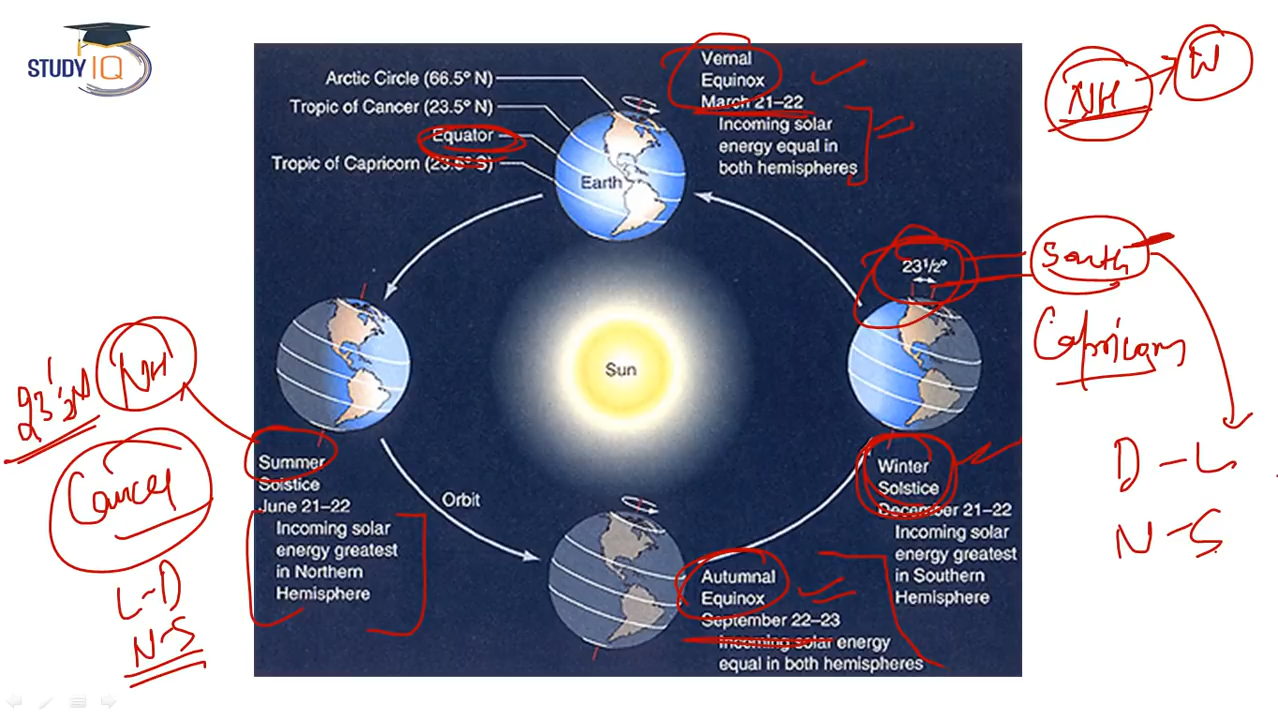 STUDY IQ
Arctic Circle (66.5° N)
Tropic of Cancer (23.5° N)
Equator
Tropic of Capricorn (23.5° S)
Earth
Vernal
Equinox
March 21–22
Incoming solar
energy equal in
both hemispheres
NH
W
23½°
South
Capricorn
23½N
NH
Cancer
L-D
N-S
Sun
Orbit
Summer
Solstice
June 21–22
Incoming solar
energy greatest
in Northern
Hemisphere
Winter
Solstice
December 21–22
Incoming solar
energy greatest
in Southern
Hemisphere
D-L
N-S
Autumnal
Equinox
September 22–23
Incoming solar energy
equal in both hemispheres